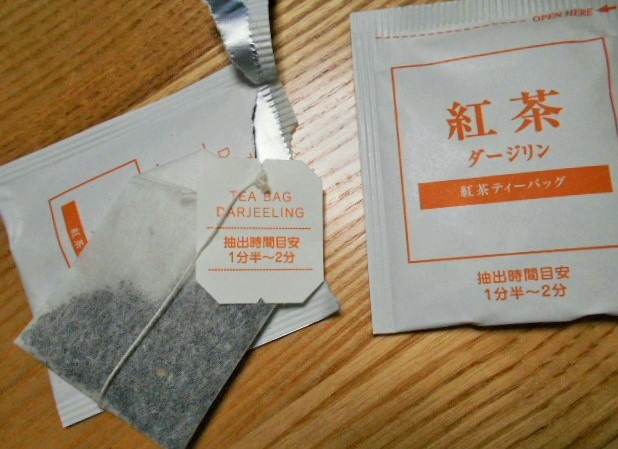 TEA BAG
DARJEELING
抽出時間目安
1分半〜2分
紅茶
OPEN HERE
紅茶
ダージリン
紅茶ティーバッグ
抽出時間目安
1分半〜2分